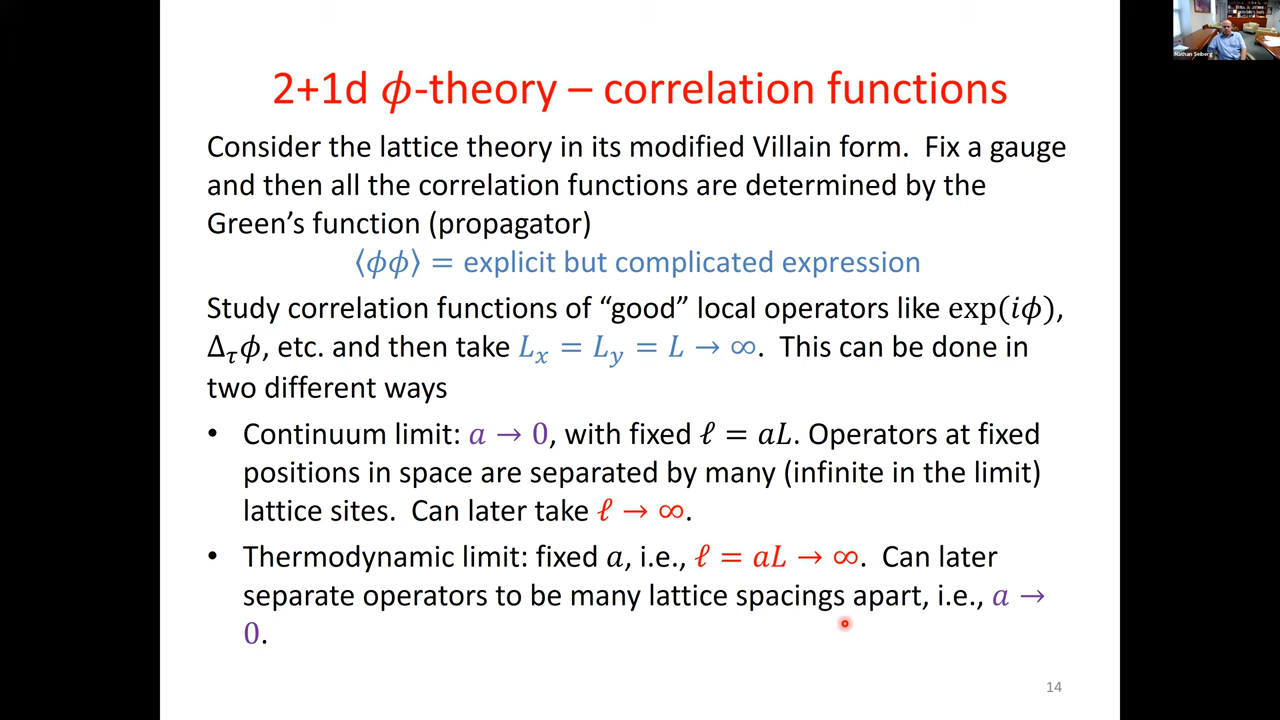 Nathan Seiberg
2+1d ϕ-theory – correlation functions
Consider the lattice theory in its modified Villain form. Fix a gauge
and then all the correlation functions are determined by the
Green's function (propagator)
⟨ϕϕ⟩ = explicit but complicated expression
Study correlation functions of “good” local operators like exp(iϕ),
Δ_τϕ, etc. and then take L_x = L_y = L → ∞. This can be done in
two different ways
• Continuum limit: a → 0, with fixed ℓ = aL. Operators at fixed
positions in space are separated by many (infinite in the limit)
lattice sites. Can later take ℓ → ∞.
• Thermodynamic limit: fixed a, i.e., ℓ = aL → ∞. Can later
separate operators to be many lattice spacings apart, i.e., a →
0.
14